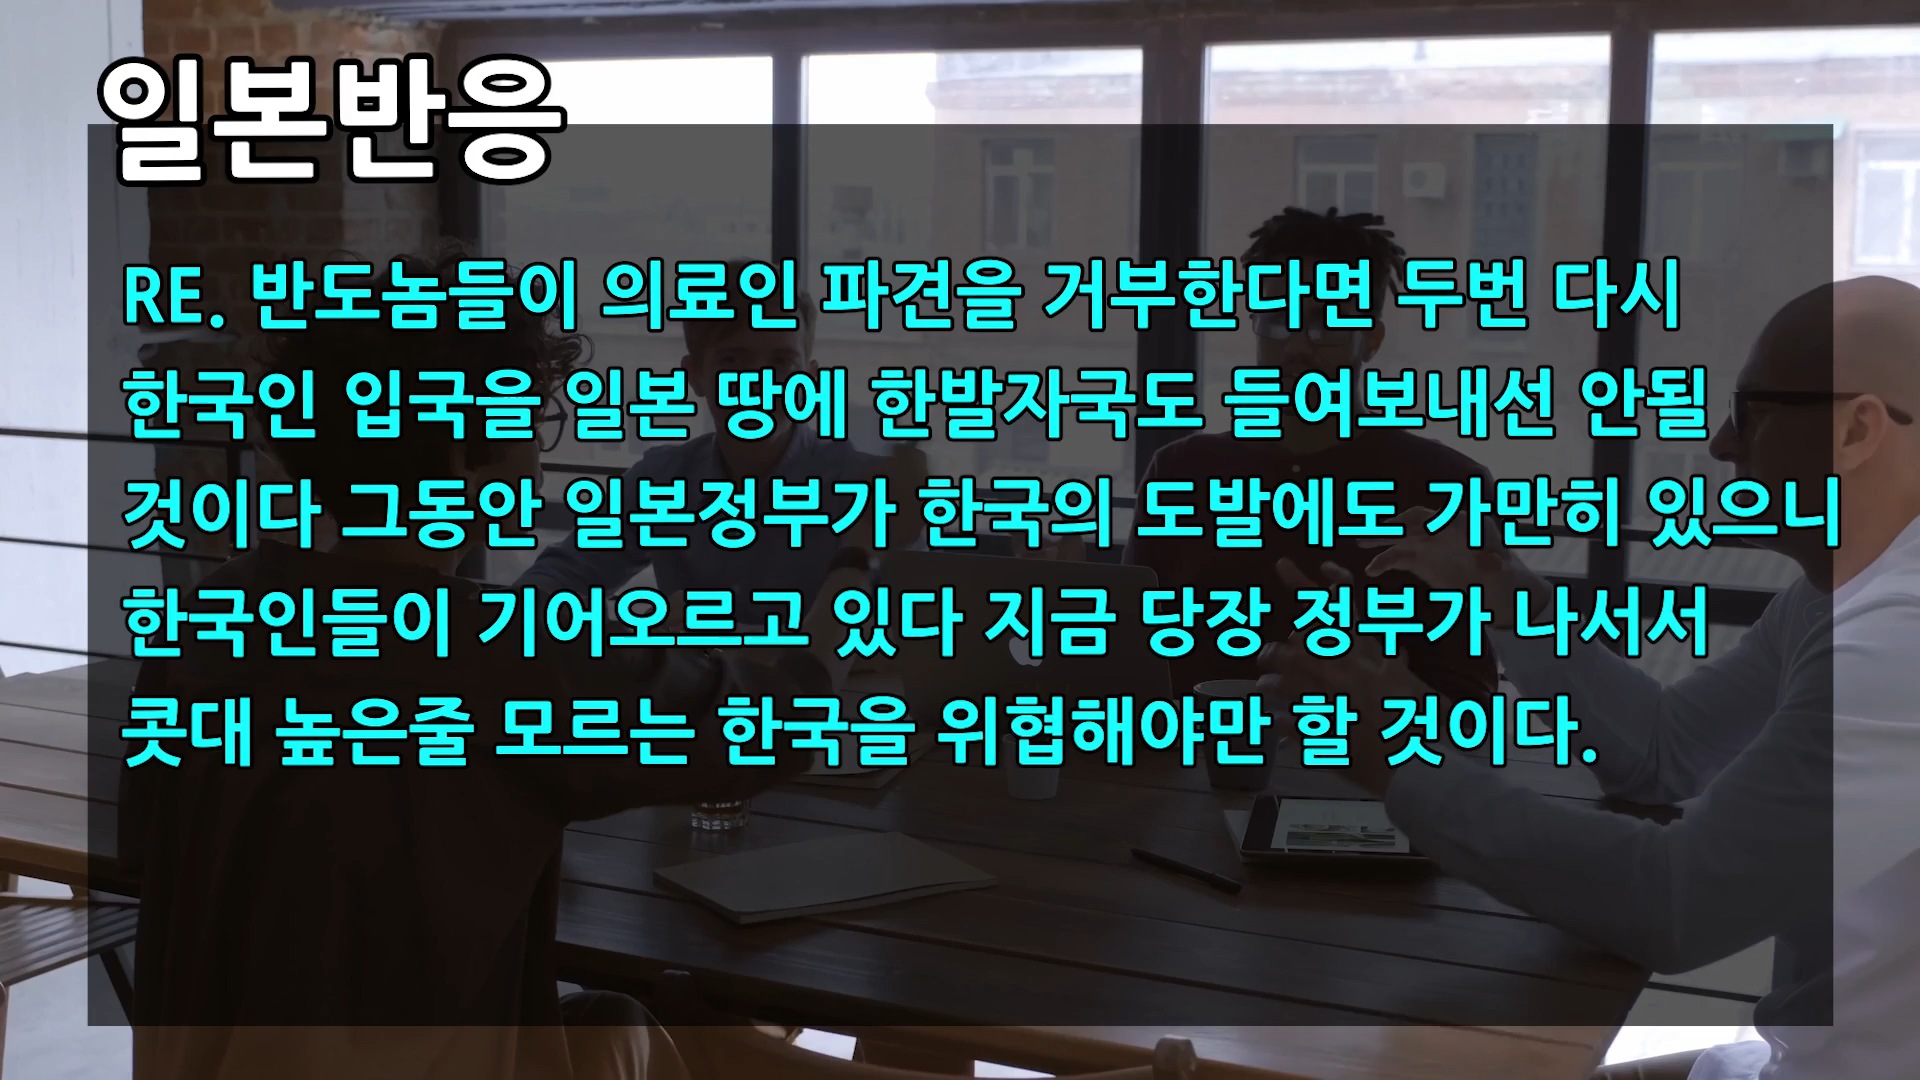 일본반응
RE. 반도놈들이 의료인 파견을 거부한다면 두번 다시
한국인 입국을 일본 땅에 한발자국도 들여보내선 안될
것이다 그동안 일본정부가 한국의 도발에도 가만히 있으니
한국인들이 기어오르고 있다 지금 당장 정부가 나서서
콧대 높은줄 모르는 한국을 위협해야만 할 것이다.